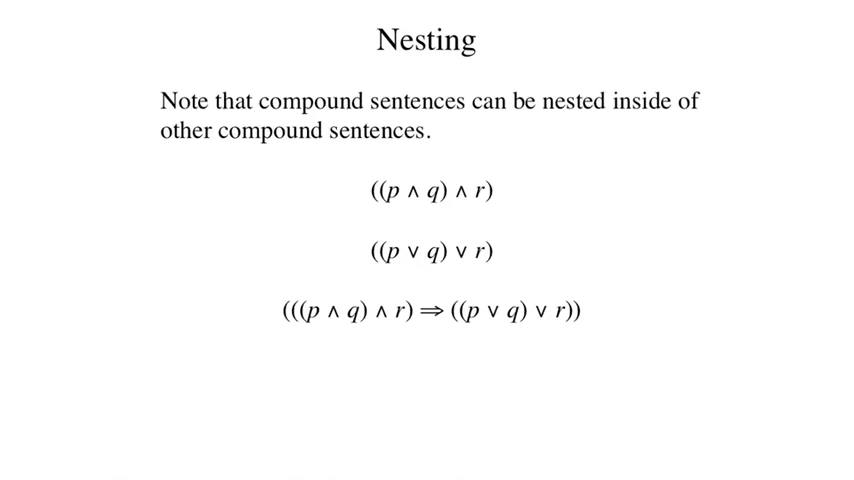 Nesting
Note that compound sentences can be nested inside of
other compound sentences.
((p ∧ q) ∧ r)
((p ∨ q) ∨ r)
(((p ∧ q) ∧ r) ⇒ ((p ∨ q) ∨ r))